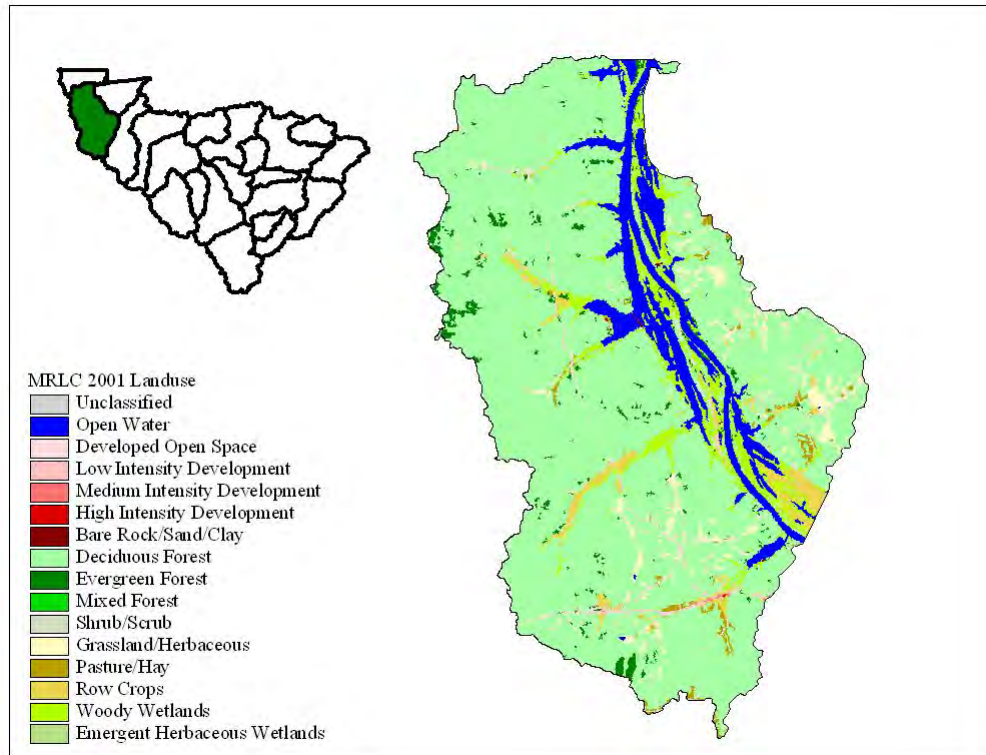 MRLC 2001 Landuse
Unclassified
Open Water
Developed Open Space
Low Intensity Development
Medium Intensity Development
High Intensity Development
Bare Rock/Sand/Clay
Deciduous Forest
Evergreen Forest
Mixed Forest
Shrub/Scrub
Grassland/Herbaceous
Pasture/Hay
Row Crops
Woody Wetlands
Emergent Herbaceous Wetlands